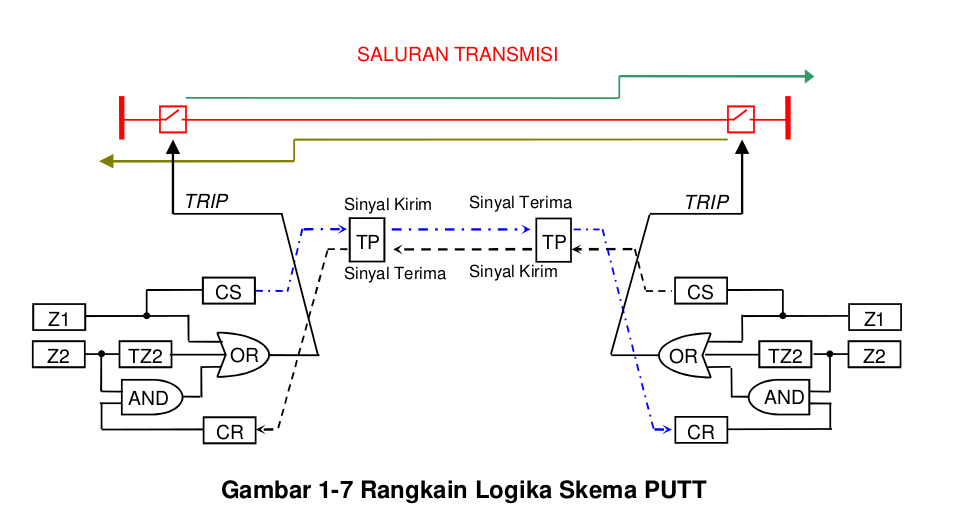 SALURAN TRANSMISI
TRIP
Sinyal Kirim
Sinyal Terima
TRIP
TP
TP
Sinyal Terima
Sinyal Kirim
CS
CS
Z1
Z1
Z2
TZ2
OR
OR
TZ2
Z2
AND
AND
CR
CR
Gambar 1-7 Rangkain Logika Skema PUTT